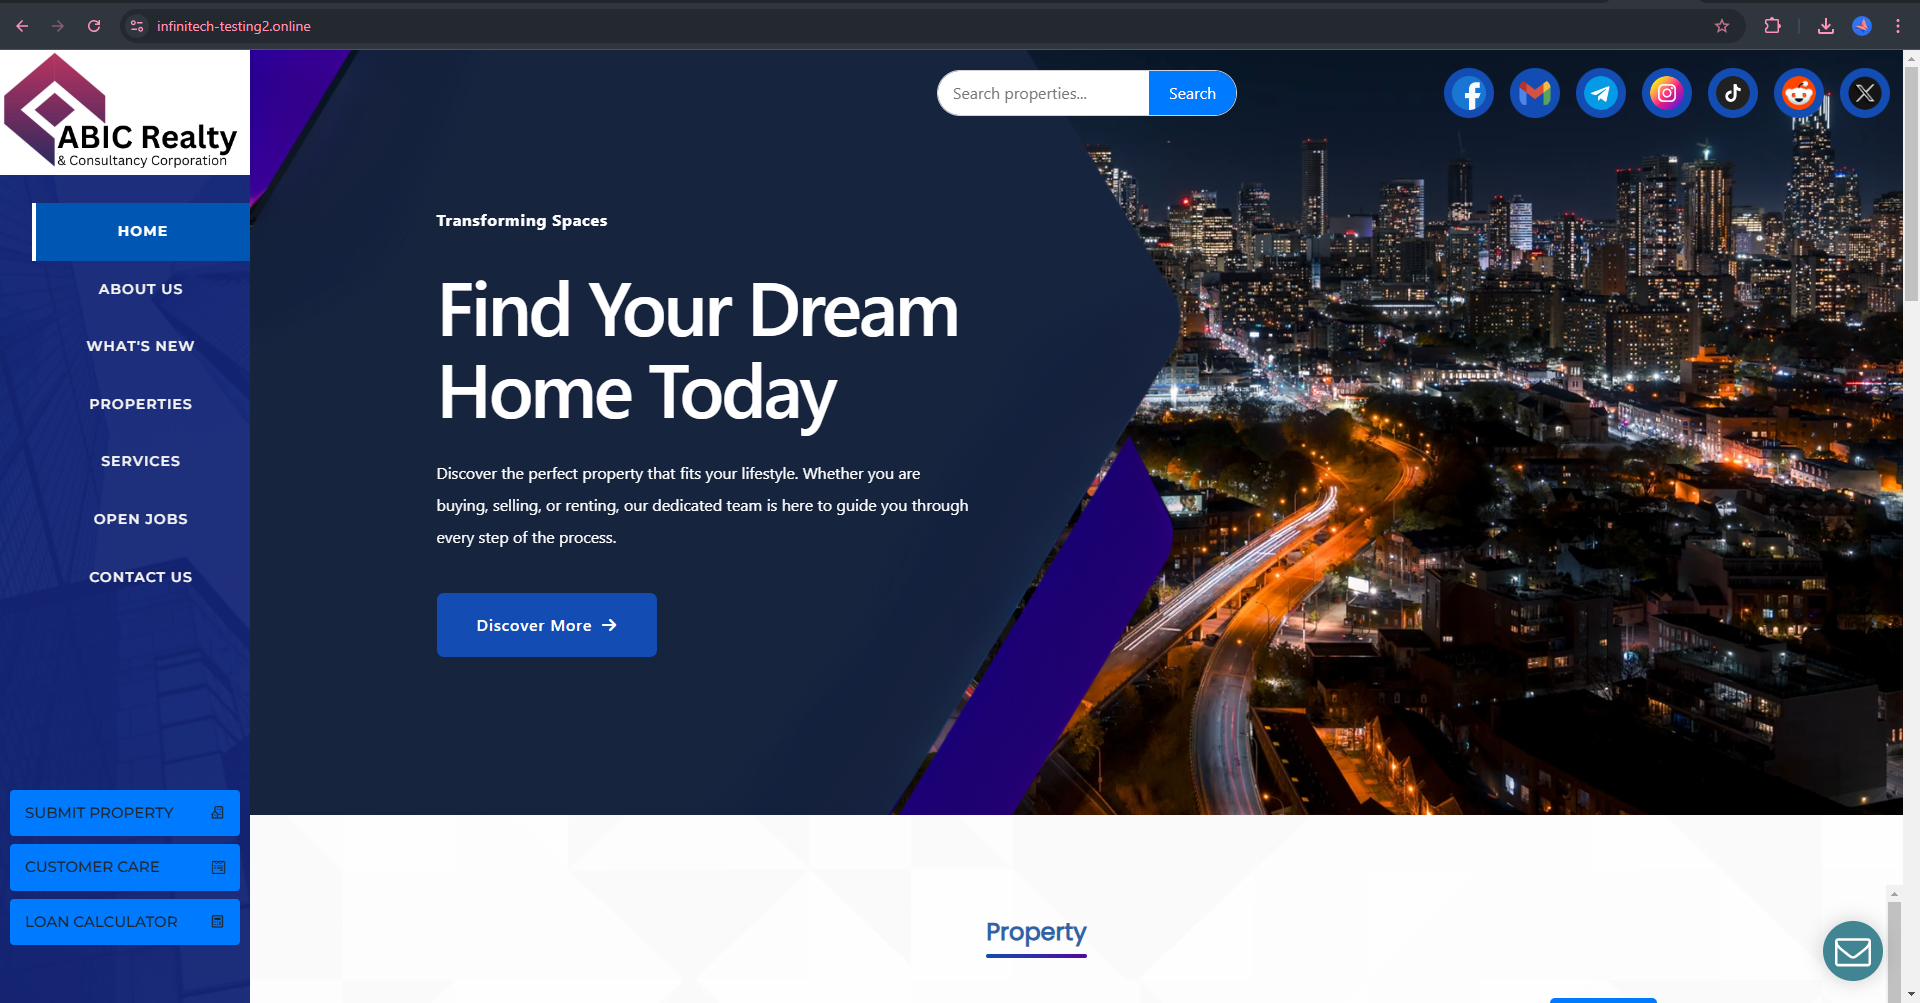 infinitech-testing2.online
ABIC Realty
& Consultancy Corporation
Search properties...
Search
HOME
ABOUT US
WHAT'S NEW
PROPERTIES
SERVICES
OPEN JOBS
CONTACT US
SUBMIT PROPERTY
CUSTOMER CARE
LOAN CALCULATOR
Transforming Spaces
Find Your Dream
Home Today
Discover the perfect property that fits your lifestyle. Whether you are
buying, selling, or renting, our dedicated team is here to guide you through
every step of the process.
Discover More
Property